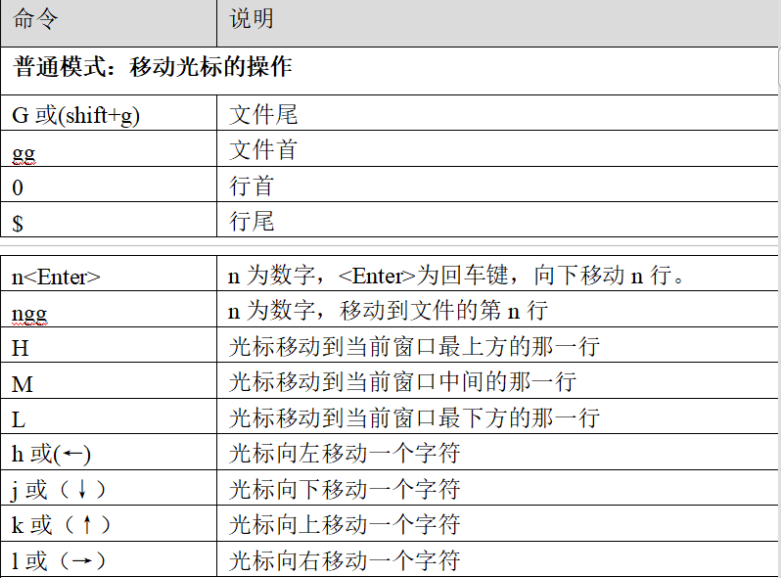 命令 说明
普通模式：移动光标的操作
G 或(shift+g) 文件尾
gg 文件首
0 行首
$ 行尾
n<Enter> n 为数字，<Enter>为回车键，向下移动 n 行。
ngg n 为数字，移动到文件的第 n 行
H 光标移动到当前窗口最上方的那一行
M 光标移动到当前窗口中间的那一行
L 光标移动到当前窗口最下方的那一行
h 或(←) 光标向左移动一个字符
j 或（↓） 光标向下移动一个字符
k 或（↑） 光标向上移动一个字符
l 或（→） 光标向右移动一个字符